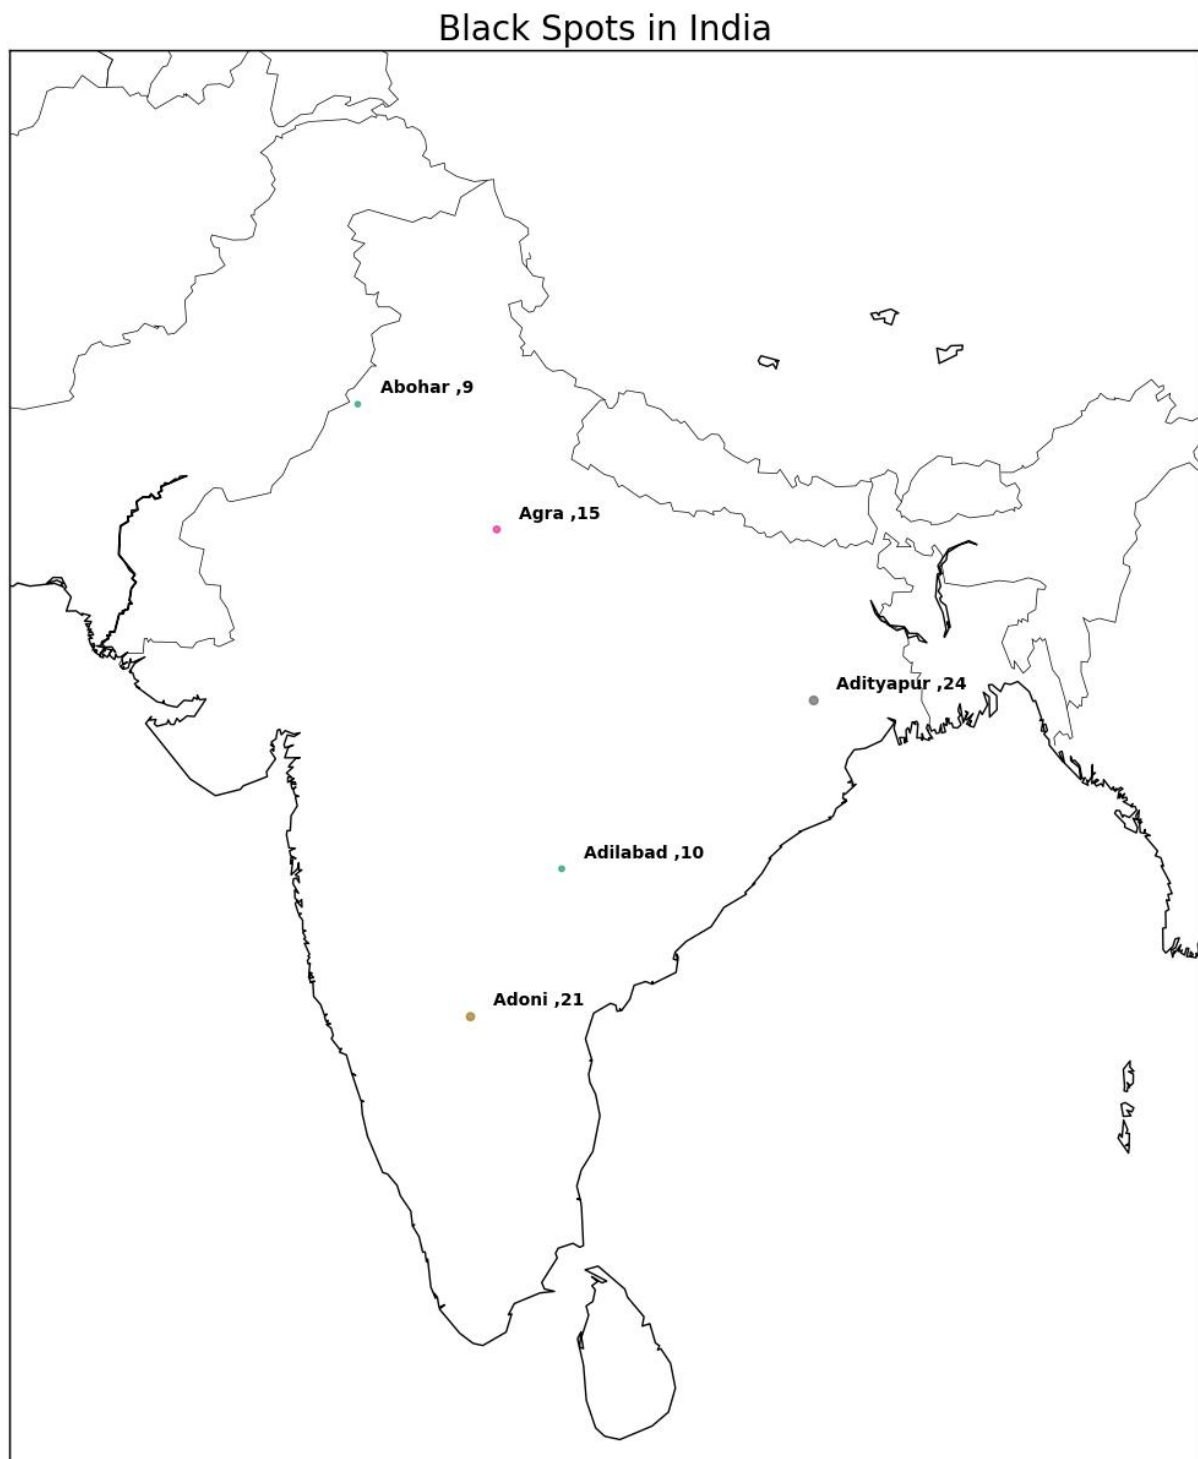 Black Spots in India
Abohar ,9
Agra ,15
Adityapur ,24
Adilabad ,10
Adoni ,21